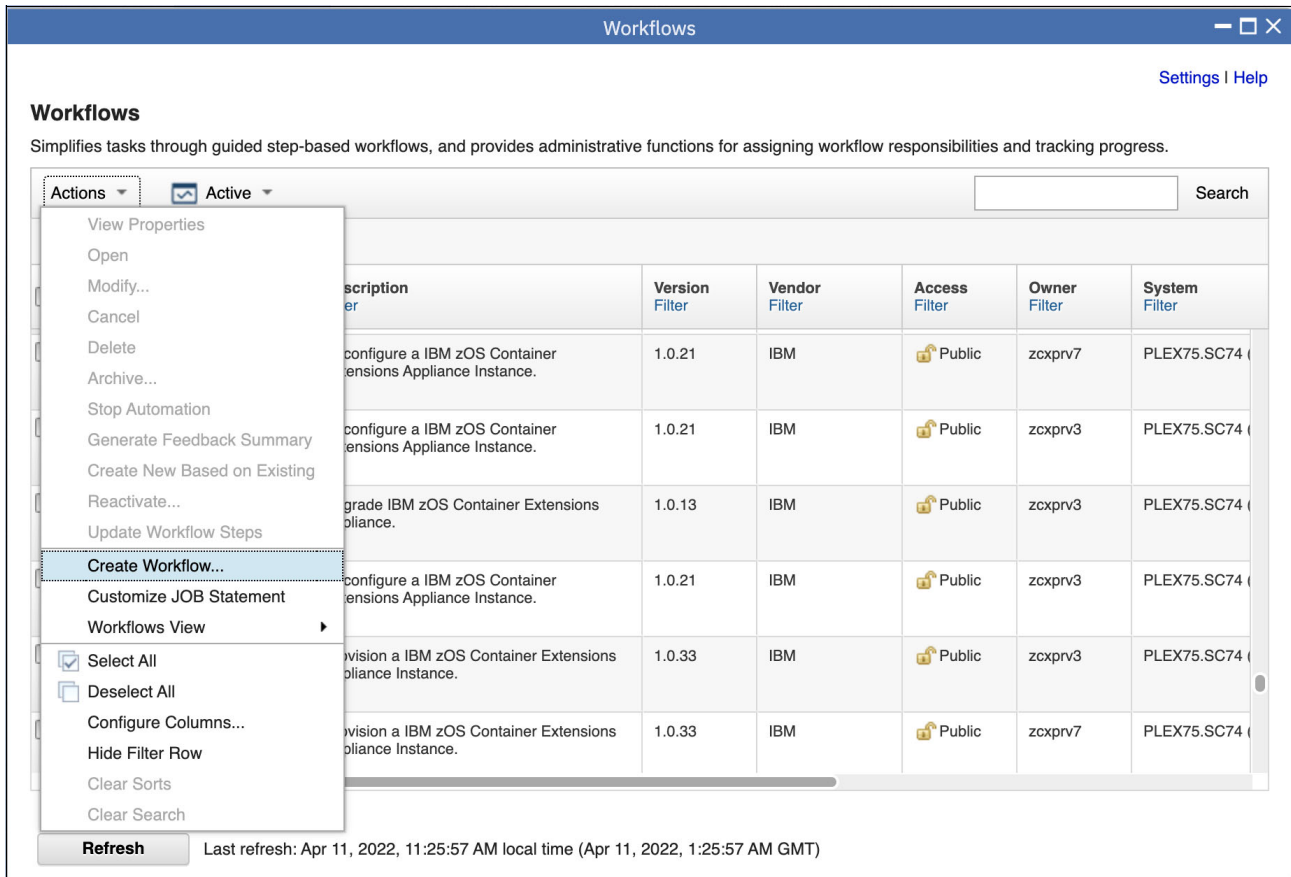 Workflows
Settings | Help
Workflows
Simplifies tasks through guided step-based workflows, and provides administrative functions for assigning workflow responsibilities and tracking progress.
Actions Active Search
View Properties
Open
Modify...
Cancel
Delete
Archive...
Stop Automation
Generate Feedback Summary
Create New Based on Existing
Reactivate...
Update Workflow Steps
Create Workflow...
Customize JOB Statement
Workflows View
Select All
Deselect All
Configure Columns...
Hide Filter Row
Clear Sorts
Clear Search
scription Version Vendor Access Owner System
er Filter Filter Filter Filter Filter
configure a IBM zOS Container 1.0.21 IBM Public zcxprv7 PLEX75.SC74 (
tensions Appliance Instance.
configure a IBM zOS Container 1.0.21 IBM Public zcxprv3 PLEX75.SC74 (
tensions Appliance Instance.
grade IBM zOS Container Extensions 1.0.13 IBM Public zcxprv3 PLEX75.SC74 (
pliance.
configure a IBM zOS Container 1.0.21 IBM Public zcxprv3 PLEX75.SC74 (
tensions Appliance Instance.
ovision a IBM zOS Container Extensions 1.0.33 IBM Public zcxprv3 PLEX75.SC74 (
pliance Instance.
ovision a IBM zOS Container Extensions 1.0.33 IBM Public zcxprv7 PLEX75.SC74 (
pliance Instance.
Refresh Last refresh: Apr 11, 2022, 11:25:57 AM local time (Apr 11, 2022, 1:25:57 AM GMT)